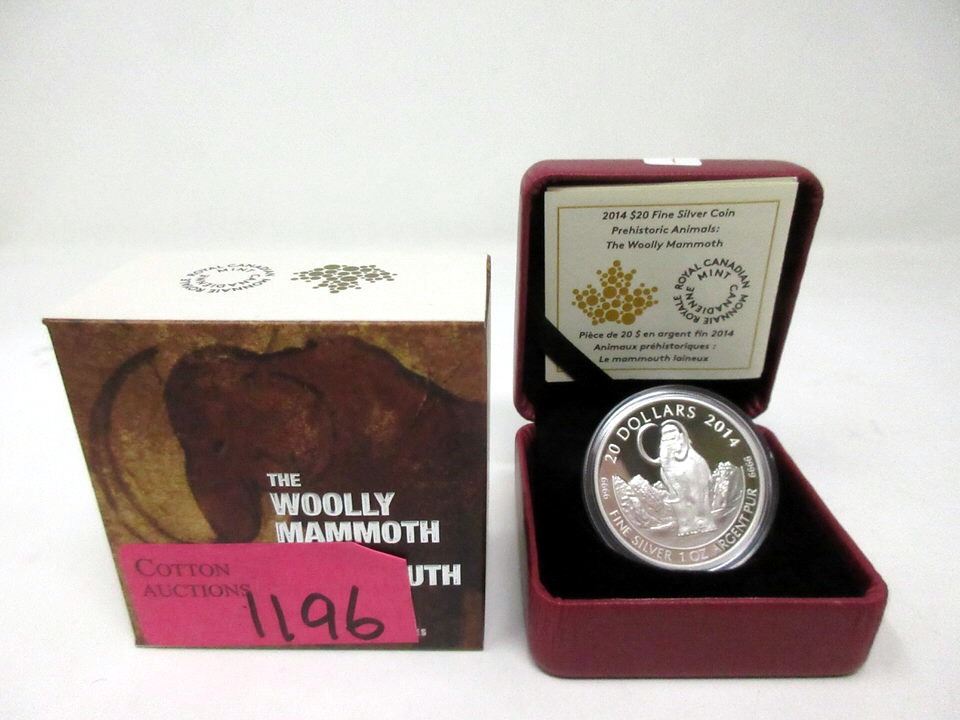 ROYAL CANADIAN MINT
MONNAIE ROYALE CANADIENNE
THE
WOOLLY
MAMMOTH
UTH
COTTON
AUCTIONS
1196
2014 $20 Fine Silver Coin
Prehistoric Animals:
The Woolly Mammoth
ROYAL CANADIAN MINT
MONNAIE ROYALE CANADIENNE
Pièce de 20 $ en argent fin 2014
Animaux préhistoriques :
Le mammouth laineux
20 DOLLARS 2014
9999
9999
FINE SILVER 1 OZ ARGENT PUR